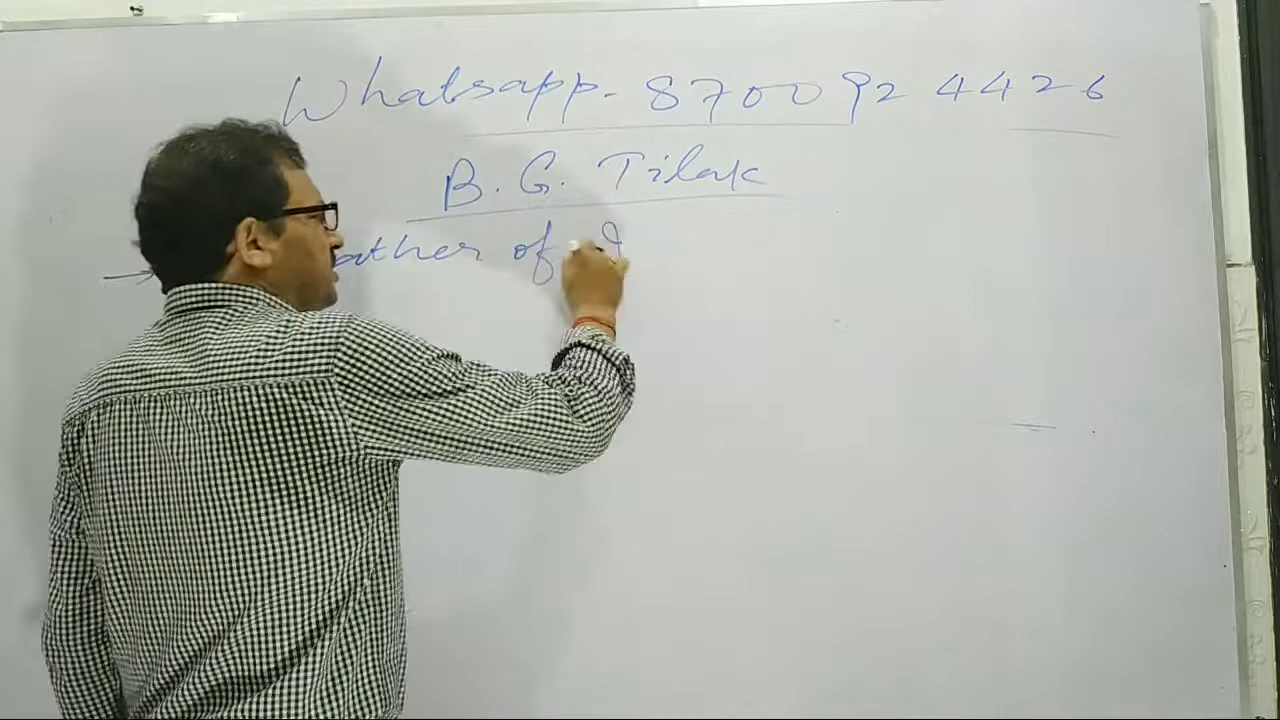 Whatsapp - 8700924426
B. G. Tilak
ather of